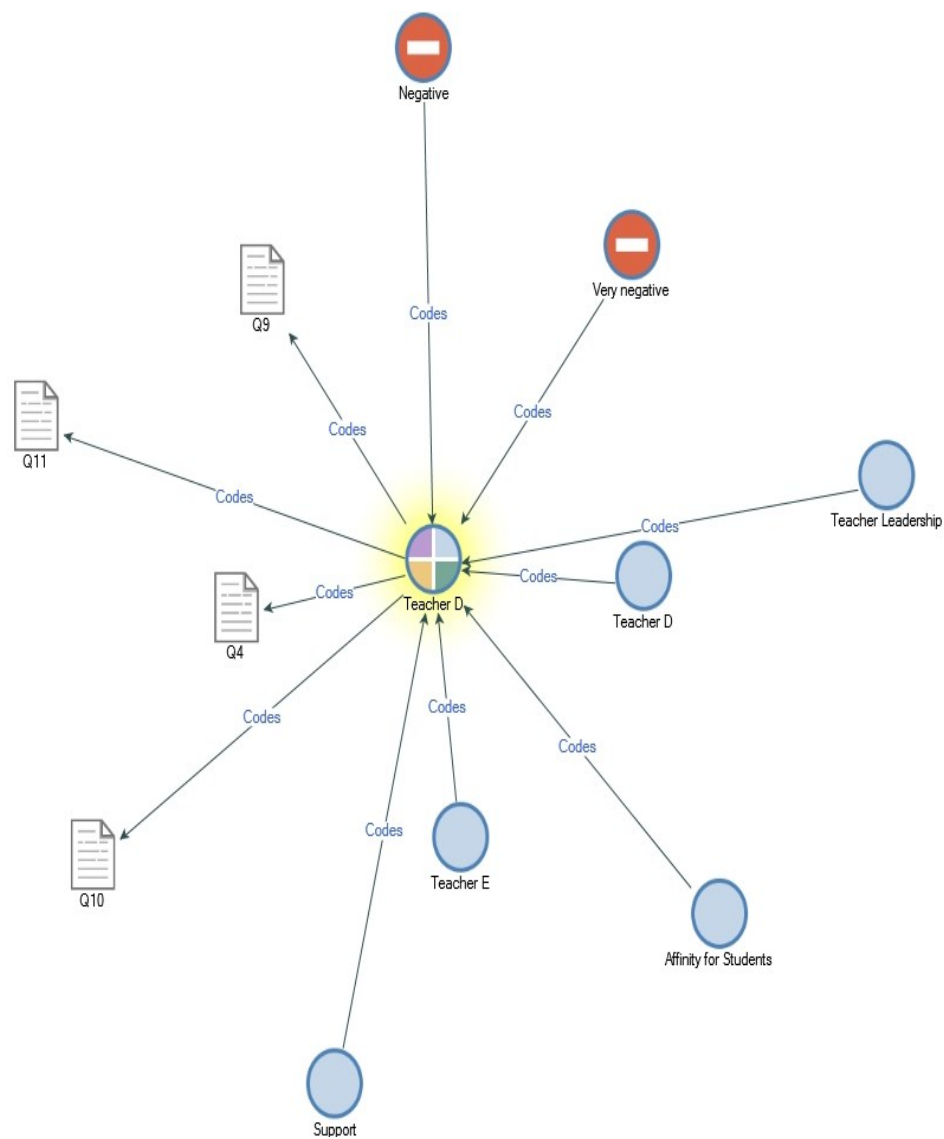 Negative
Very negative
Codes
Q9
Codes
Codes
Q11
Codes
Teacher Leadership
Codes
Codes
Codes
Teacher D
Teacher D
Codes
Q4
Codes
Codes
Codes
Codes
Teacher E
Q10
Affinity for Students
Support